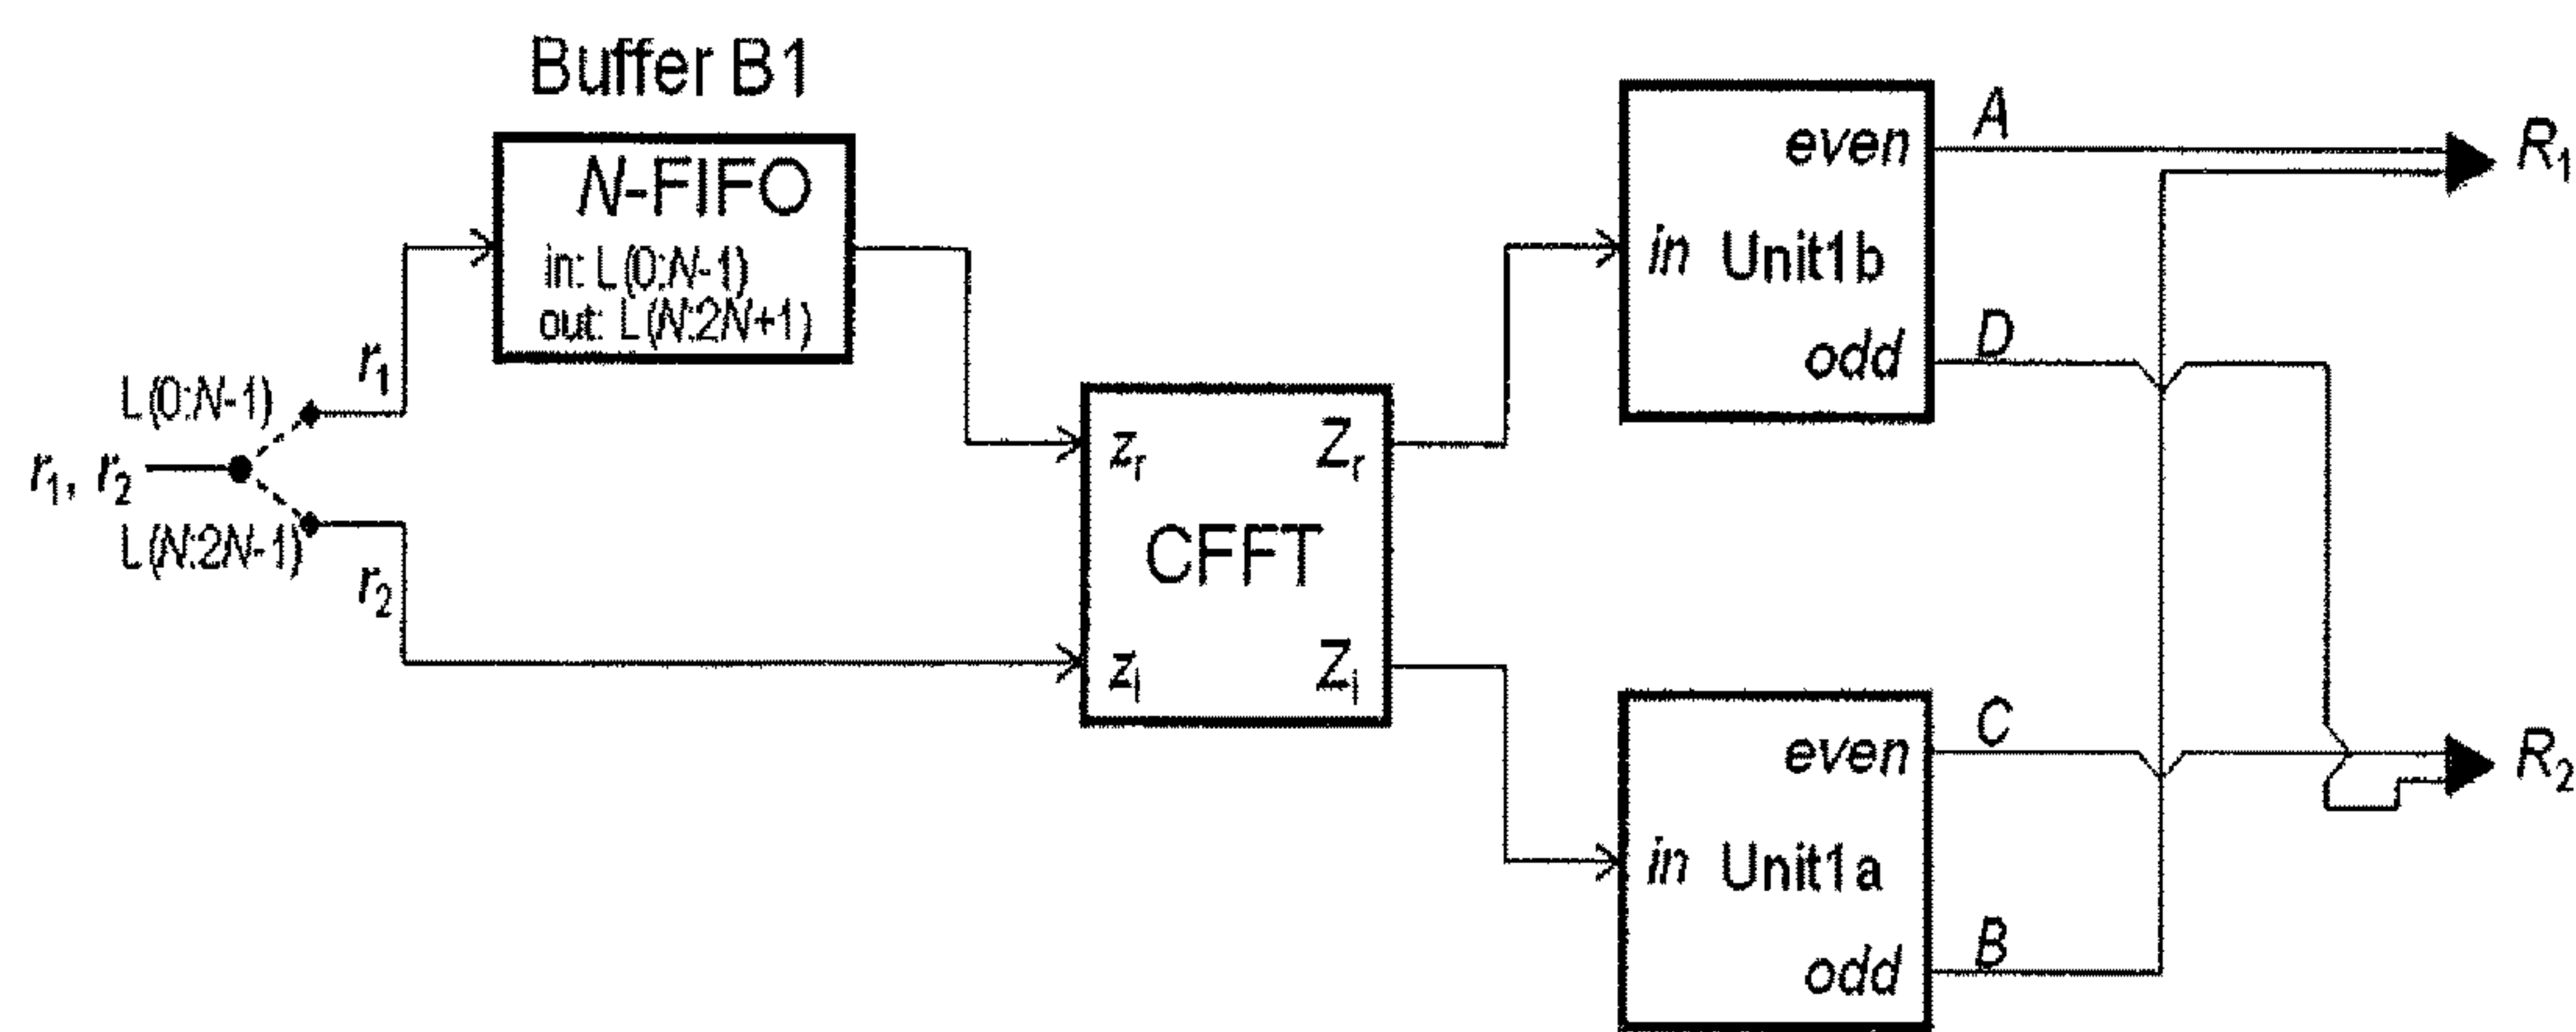 Buffer B1
N-FIFO
in: L(0:N-1)
out: L(N:2N+1)
L(0:N-1)
r₁
r₁, r₂
L(N:2N-1)
r₂
zᵣ
Zᵣ
CFFT
zᵢ
Zᵢ
even
in Unit1b
odd
A
D
R₁
even
in Unit1a
odd
C
B
R₂